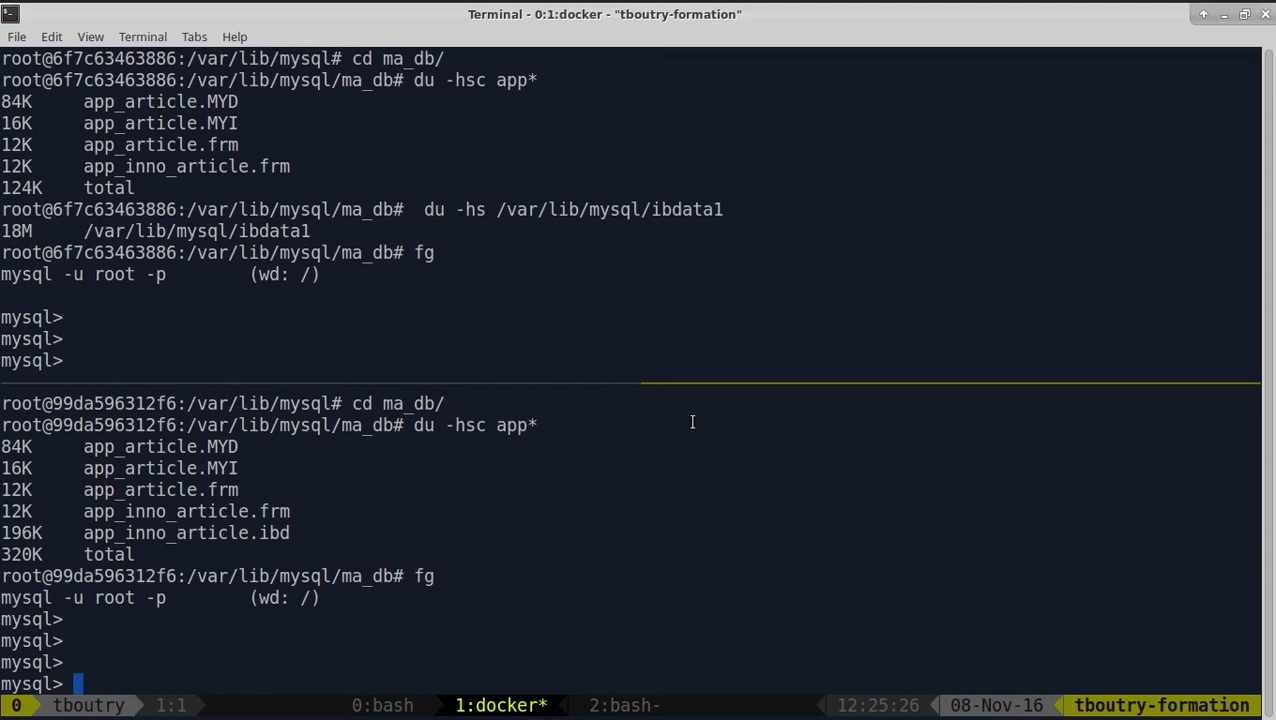 Terminal - 0:1:docker - "tboutry-formation"
File Edit View Terminal Tabs Help
root@6f7c63463886:/var/lib/mysql# cd ma_db/
root@6f7c63463886:/var/lib/mysql/ma_db# du -hsc app*
84K app_article.MYD
16K app_article.MYI
12K app_article.frm
12K app_inno_article.frm
124K total
root@6f7c63463886:/var/lib/mysql/ma_db#  du -hs /var/lib/mysql/ibdata1
18M /var/lib/mysql/ibdata1
root@6f7c63463886:/var/lib/mysql/ma_db# fg
mysql -u root -p (wd: /)
mysql>
mysql>
mysql>
root@99da596312f6:/var/lib/mysql# cd ma_db/
root@99da596312f6:/var/lib/mysql/ma_db# du -hsc app*
84K app_article.MYD
16K app_article.MYI
12K app_article.frm
12K app_inno_article.frm
196K app_inno_article.ibd
320K total
root@99da596312f6:/var/lib/mysql/ma_db# fg
mysql -u root -p (wd: /)
mysql>
mysql>
mysql>
mysql>
0 tboutry 1:1 0:bash 1:docker* 2:bash- 12:25:26 08-Nov-16 tboutry-formation